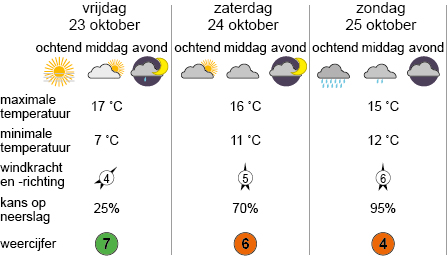 vrijdag zaterdag zondag
23 oktober 24 oktober 25 oktober
ochtend middag avond ochtend middag avond ochtend middag avond
maximale temperatuur 17 °C 16 °C 15 °C
minimale temperatuur 7 °C 11 °C 12 °C
windkracht en -richting 4 5 6
kans op neerslag 25% 70% 95%
weercijfer 7 6 4